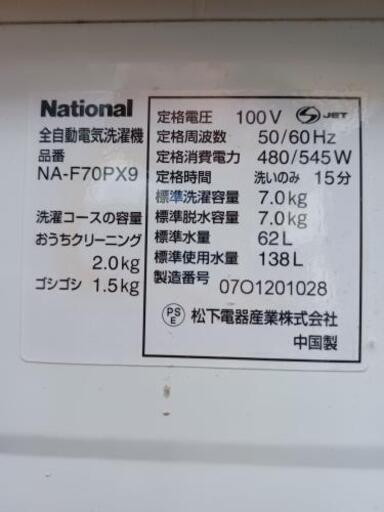 National
全自動電気洗濯機
品番
NA-F70PX9
洗濯コースの容量
おうちクリーニング
2.0kg
ゴシゴシ 1.5kg
定格電圧 100V JET
定格周波数 50/60Hz
定格消費電力 480/545W
定格時間 洗いのみ 15分
標準洗濯容量 7.0kg
標準脱水容量 7.0kg
標準水量 62L
標準使用水量 138L
製造番号 07O1201028
PS
E
松下電器産業株式会社
中国製